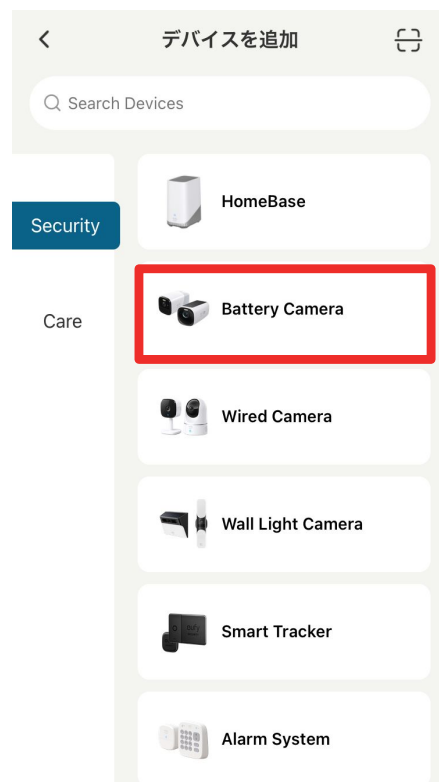 デバイスを追加
Search Devices
Security
Care
HomeBase
Battery Camera
Wired Camera
Wall Light Camera
Smart Tracker
Alarm System